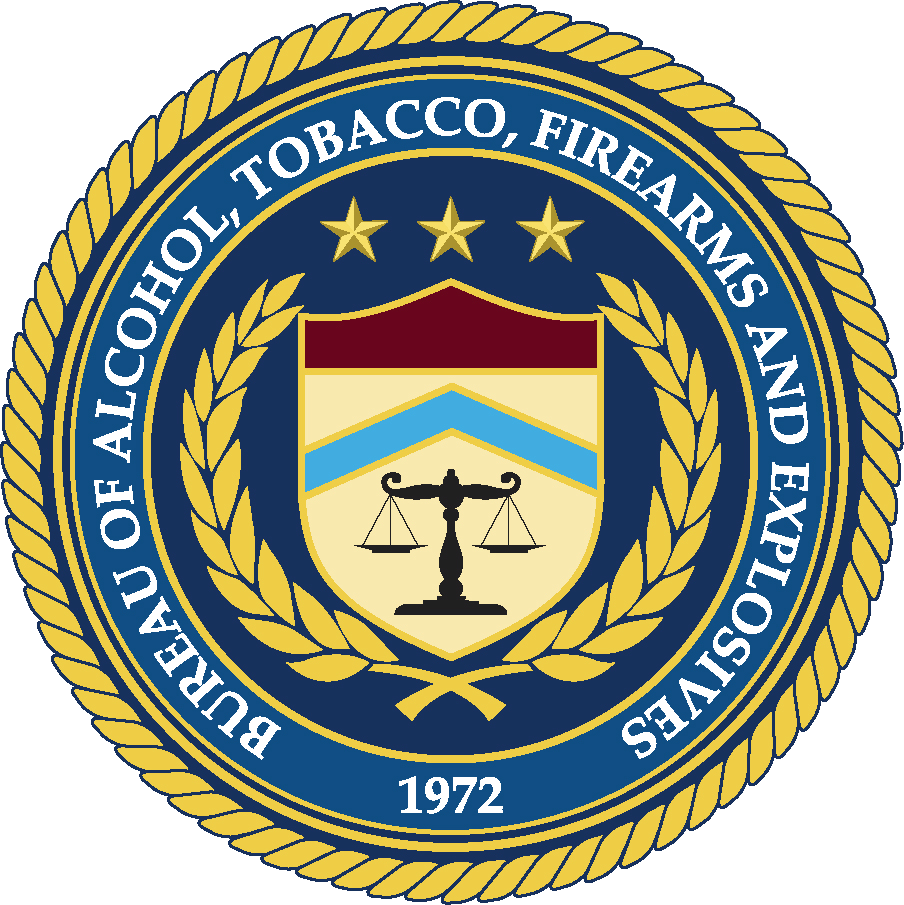 BUREAU OF ALCOHOL, TOBACCO, FIREARMS AND EXPLOSIVES
1972